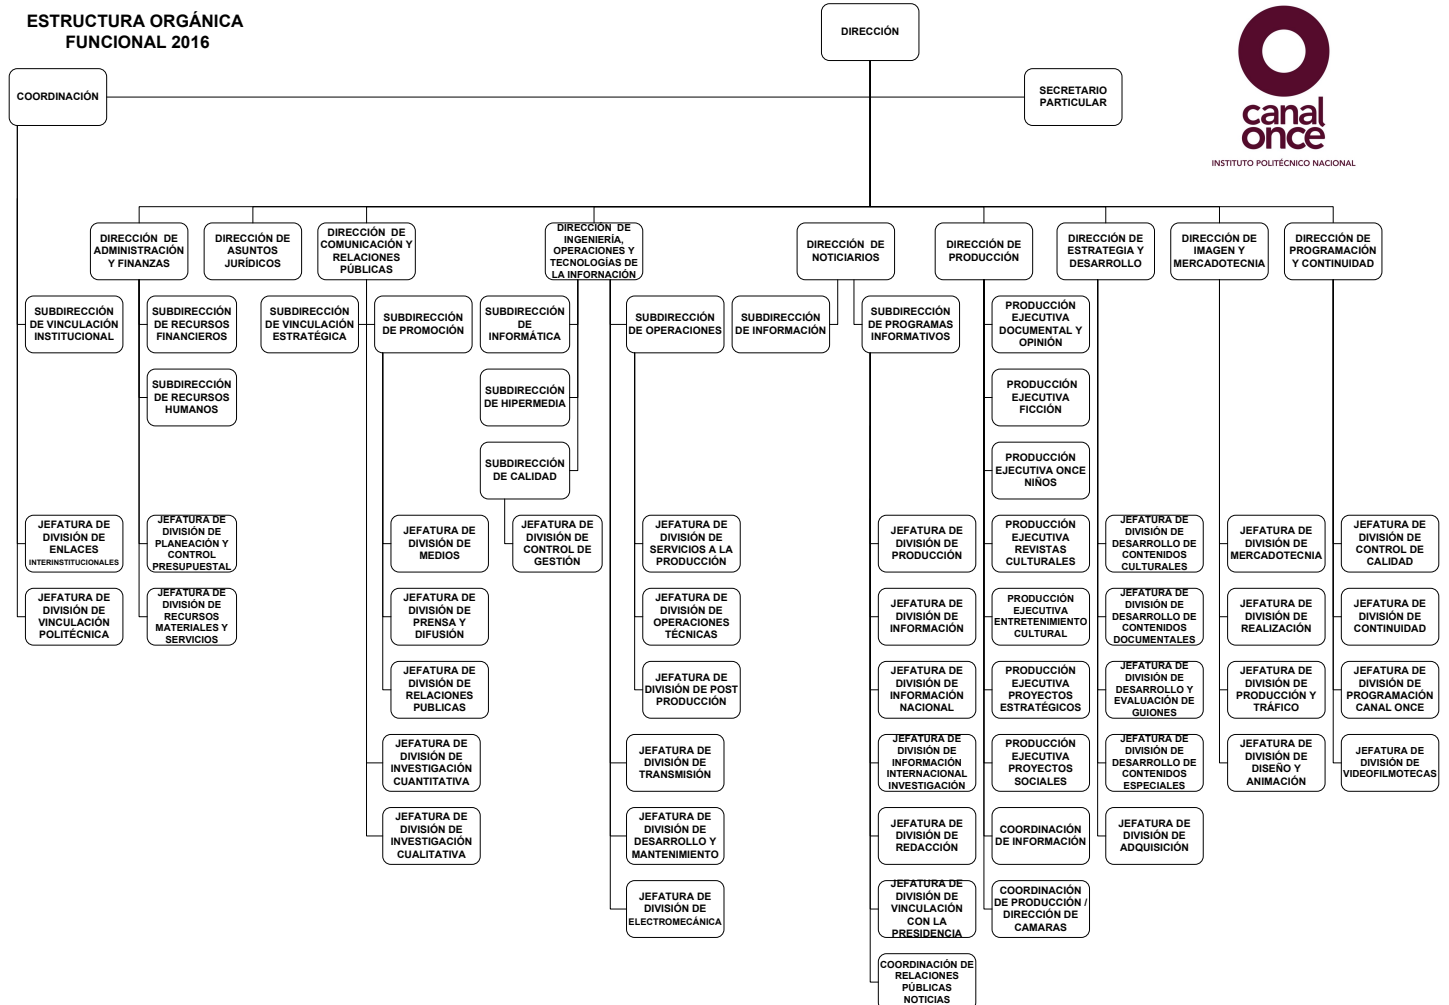 ESTRUCTURA ORGÁNICA
FUNCIONAL 2016
DIRECCIÓN
COORDINACIÓN
SECRETARIO
PARTICULAR
canal
once
INSTITUTO POLITÉCNICO NACIONAL
DIRECCIÓN DE
ADMINISTRACIÓN
Y FINANZAS
DIRECCIÓN DE
ASUNTOS
JURÍDICOS
DIRECCIÓN DE
COMUNICACIÓN Y
RELACIONES
PÚBLICAS
DIRECCIÓN DE
INGENIERÍA,
OPERACIONES Y
TECNOLOGÍAS DE
LA INFORNACIÓN
DIRECCIÓN DE
NOTICIARIOS
DIRECCIÓN DE
PRODUCCIÓN
DIRECCIÓN DE
ESTRATEGIA Y
DESARROLLO
DIRECCIÓN DE
IMAGEN Y
MERCADOTECNIA
DIRECCIÓN DE
PROGRAMACIÓN
Y CONTINUIDAD
SUBDIRECCIÓN
DE VINCULACIÓN
INSTITUCIONAL
SUBDIRECCIÓN
DE RECURSOS
FINANCIEROS
SUBDIRECCIÓN
DE VINCULACIÓN
ESTRATÉGICA
SUBDIRECCIÓN
DE PROMOCIÓN
SUBDIRECCIÓN
DE
INFORMÁTICA
SUBDIRECCIÓN
DE OPERACIONES
SUBDIRECCIÓN
DE INFORMACIÓN
SUBDIRECCIÓN
DE PROGRAMAS
INFORMATIVOS
PRODUCCIÓN
EJECUTIVA
DOCUMENTAL Y
OPINIÓN
SUBDIRECCIÓN
DE RECURSOS
HUMANOS
SUBDIRECCIÓN
DE HIPERMEDIA
PRODUCCIÓN
EJECUTIVA
FICCIÓN
SUBDIRECCIÓN
DE CALIDAD
PRODUCCIÓN
EJECUTIVA ONCE
NIÑOS
JEFATURA DE
DIVISIÓN DE
ENLACES
INTERINSTITUCIONALES
JEFATURA DE
DIVISIÓN DE
PLANEACIÓN Y
CONTROL
PRESUPUESTAL
JEFATURA DE
DIVISIÓN DE
MEDIOS
JEFATURA DE
DIVISIÓN DE
CONTROL DE
GESTIÓN
JEFATURA DE
DIVISIÓN DE
SERVICIOS A LA
PRODUCCIÓN
JEFATURA DE
DIVISIÓN DE
PRODUCCIÓN
PRODUCCIÓN
EJECUTIVA
REVISTAS
CULTURALES
JEFATURA DE
DIVISIÓN DE
DESARROLLO DE
CONTENIDOS
CULTURALES
JEFATURA DE
DIVISIÓN DE
MERCADOTECNIA
JEFATURA DE
DIVISIÓN DE
CONTROL DE
CALIDAD
JEFATURA DE
DIVISIÓN DE
VINCULACIÓN
POLITÉCNICA
JEFATURA DE
DIVISIÓN DE
RECURSOS
MATERIALES Y
SERVICIOS
JEFATURA DE
DIVISIÓN DE
PRENSA Y
DIFUSIÓN
JEFATURA DE
DIVISIÓN DE
OPERACIONES
TÉCNICAS
JEFATURA DE
DIVISIÓN DE
INFORMACIÓN
PRODUCCIÓN
EJECUTIVA
ENTRETENIMIENTO
CULTURAL
JEFATURA DE
DIVISIÓN DE
DESARROLLO DE
CONTENIDOS
DOCUMENTALES
JEFATURA DE
DIVISIÓN DE
REALIZACIÓN
JEFATURA DE
DIVISIÓN DE
CONTINUIDAD
JEFATURA DE
DIVISIÓN DE
RELACIONES
PUBLICAS
JEFATURA DE
DIVISIÓN DE POST
PRODUCCIÓN
JEFATURA DE
DIVISIÓN DE
INFORMACIÓN
NACIONAL
PRODUCCIÓN
EJECUTIVA
PROYECTOS
ESTRATÉGICOS
JEFATURA DE
DIVISIÓN DE
DESARROLLO Y
EVALUACIÓN DE
GUIONES
JEFATURA DE
DIVISIÓN DE
PRODUCCIÓN Y
TRÁFICO
JEFATURA DE
DIVISIÓN DE
PROGRAMACIÓN
CANAL ONCE
JEFATURA DE
DIVISIÓN DE
INVESTIGACIÓN
CUANTITATIVA
JEFATURA DE
DIVISIÓN DE
TRANSMISIÓN
JEFATURA DE
DIVISIÓN DE
INFORMACIÓN
INTERNACIONAL
INVESTIGACIÓN
PRODUCCIÓN
EJECUTIVA
PROYECTOS
SOCIALES
JEFATURA DE
DIVISIÓN DE
DESARROLLO DE
CONTENIDOS
ESPECIALES
JEFATURA DE
DIVISIÓN DE
DISEÑO Y
ANIMACIÓN
JEFATURA DE
DIVISIÓN DE
VIDEOFILMOTECAS
JEFATURA DE
DIVISIÓN DE
INVESTIGACIÓN
CUALITATIVA
JEFATURA DE
DIVISIÓN DE
DESARROLLO Y
MANTENIMIENTO
JEFATURA DE
DIVISIÓN DE
REDACCIÓN
COORDINACIÓN
DE INFORMACIÓN
JEFATURA DE
DIVISIÓN DE
ADQUISICIÓN
JEFATURA DE
DIVISIÓN DE
ELECTROMECÁNICA
JEFATURA DE
DIVISIÓN DE
VINCULACIÓN
CON LA
PRESIDENCIA
COORDINACIÓN
DE PRODUCCIÓN /
DIRECCIÓN DE
CAMARAS
COORDINACIÓN DE
RELACIONES
PÚBLICAS
NOTICIAS